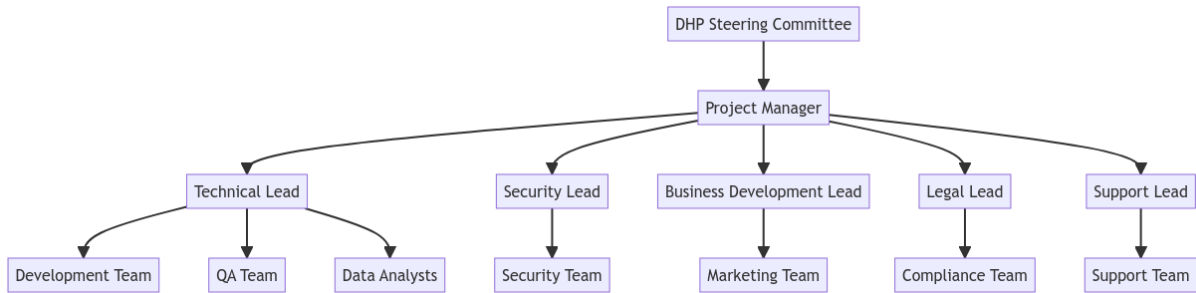 DHP Steering Committee
Project Manager
Technical Lead
Security Lead
Business Development Lead
Legal Lead
Support Lead
Development Team
QA Team
Data Analysts
Security Team
Marketing Team
Compliance Team
Support Team